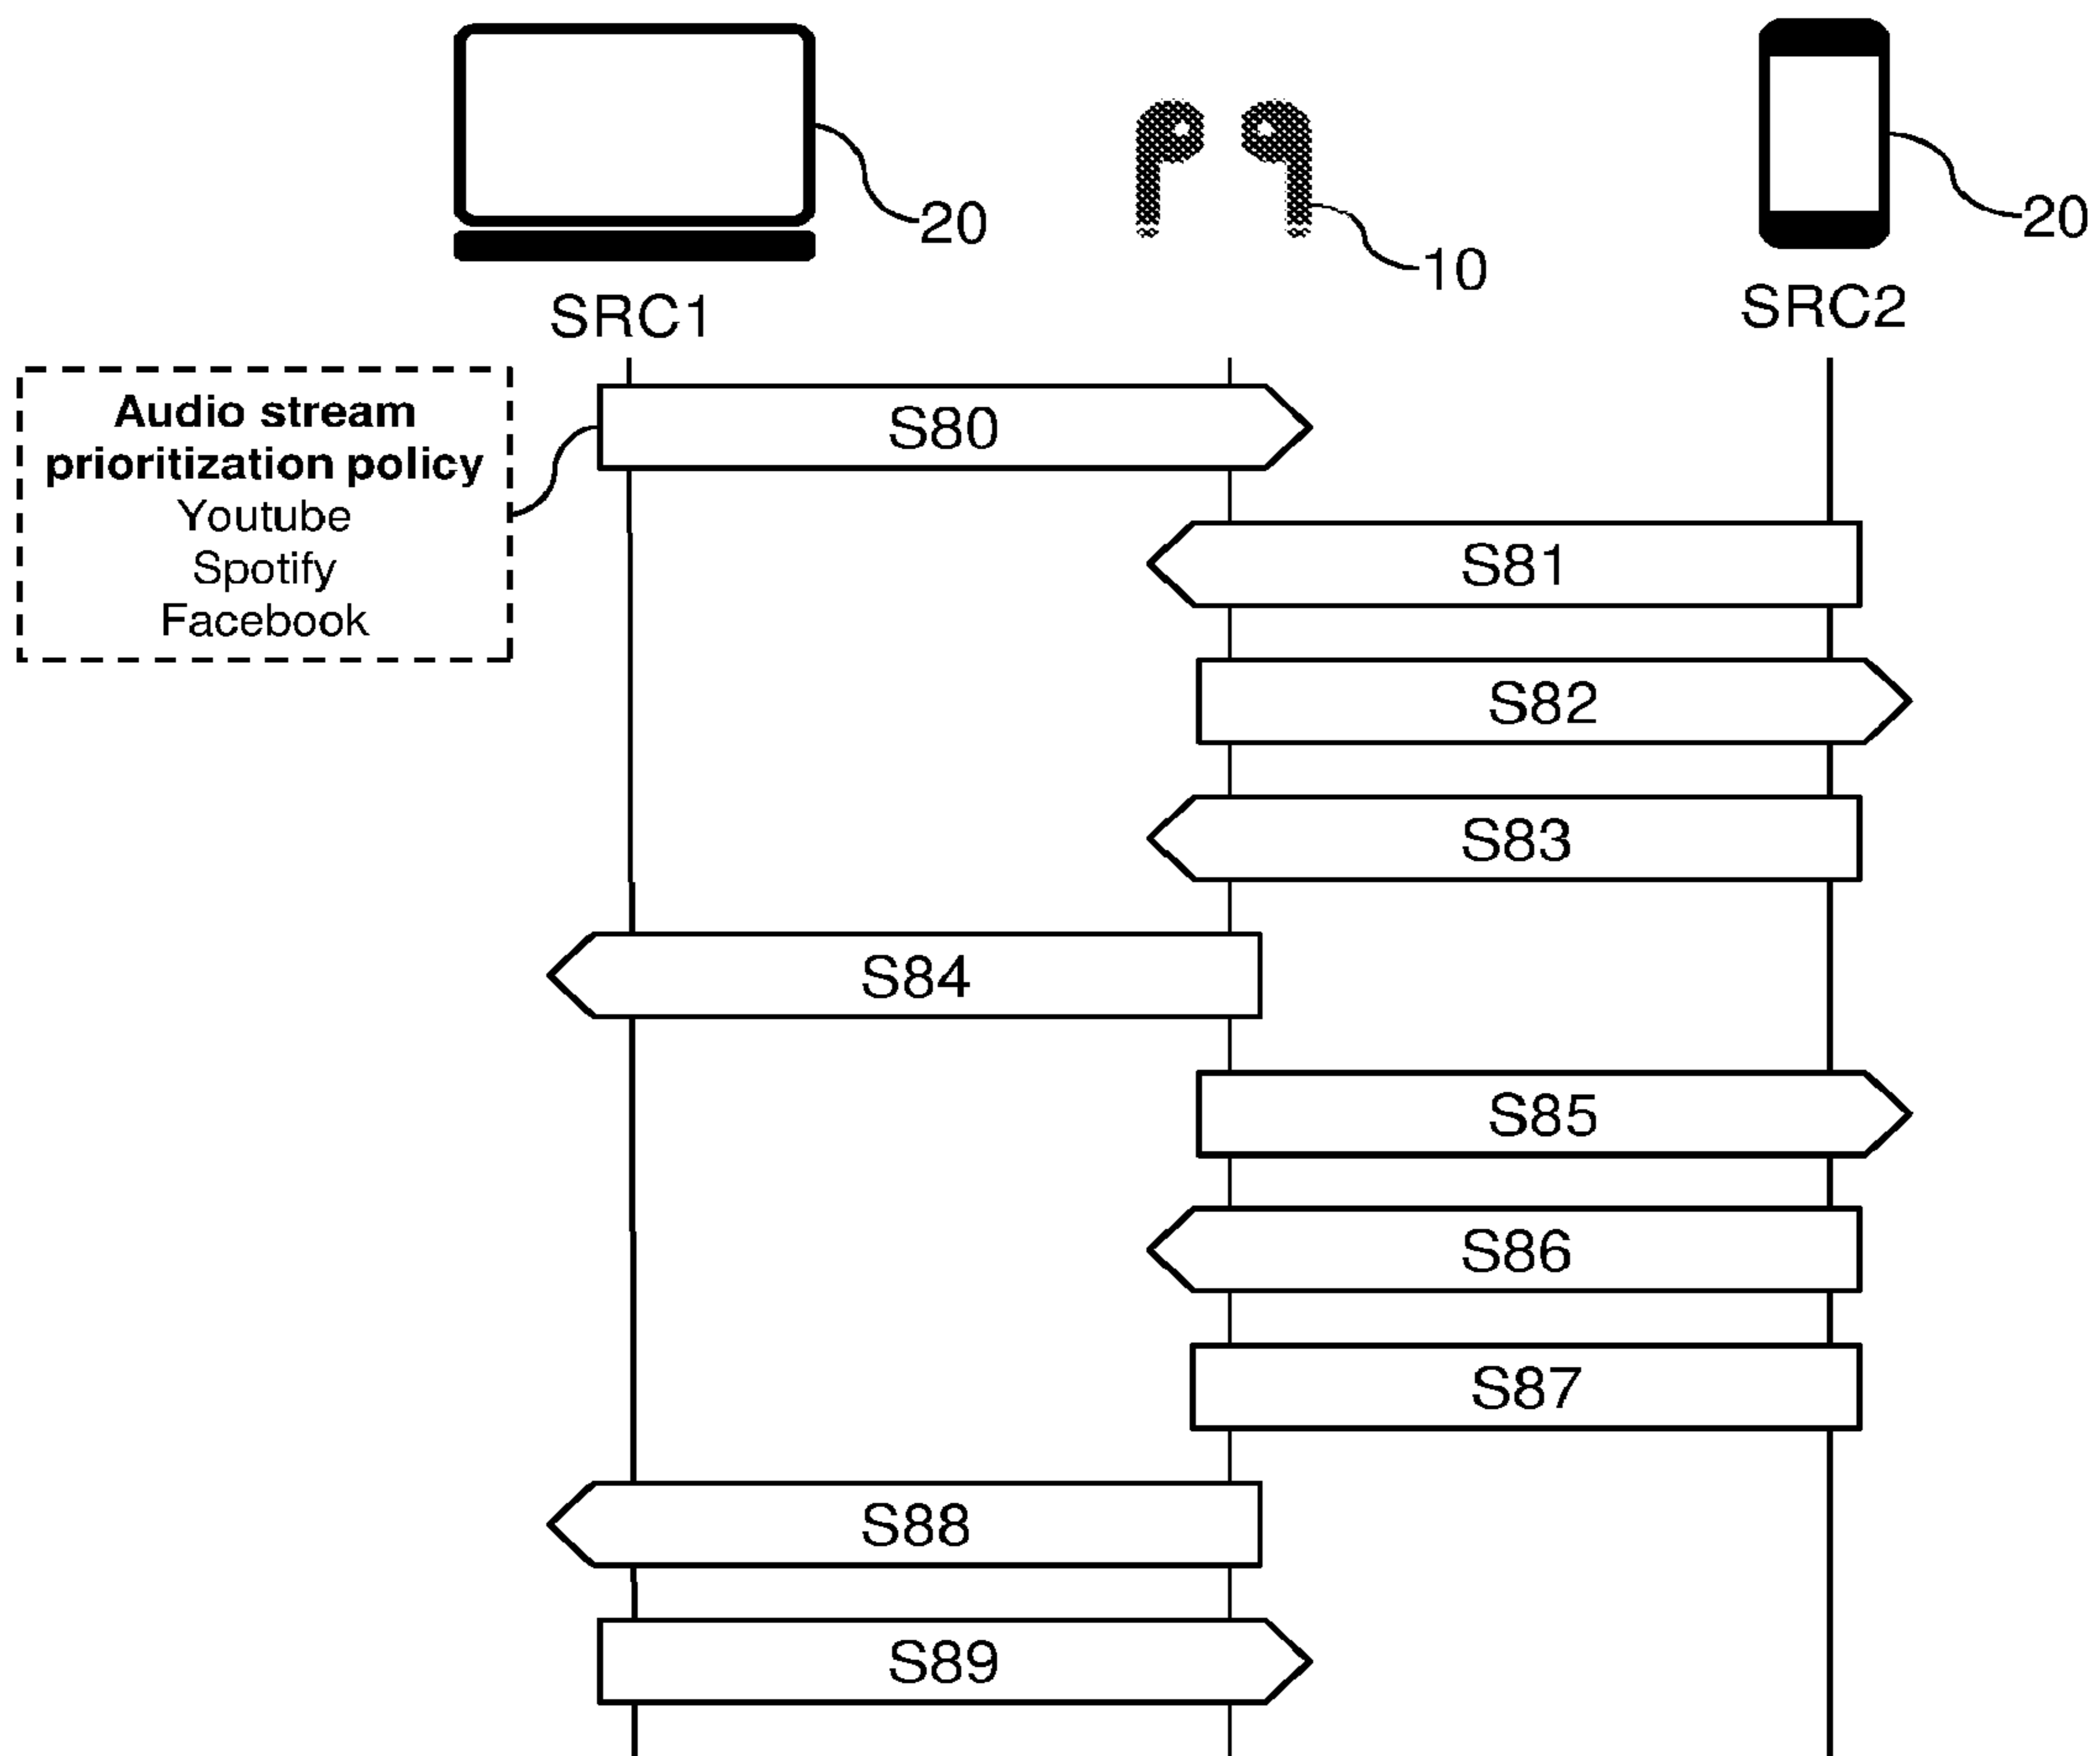 20
10
20
SRC1
SRC2
Audio stream
prioritization policy
Youtube
Spotify
Facebook
S80
S81
S82
S83
S84
S85
S86
S87
S88
S89